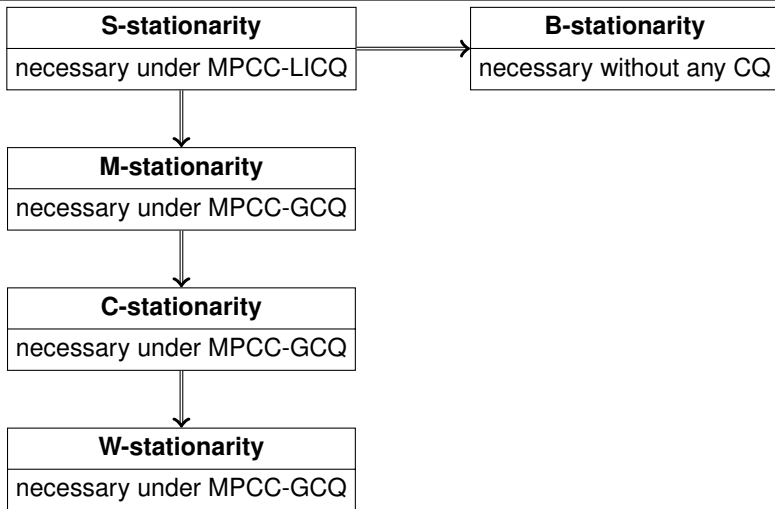 S-stationarity
necessary under MPCC-LICQ
B-stationarity
necessary without any CQ
M-stationarity
necessary under MPCC-GCQ
C-stationarity
necessary under MPCC-GCQ
W-stationarity
necessary under MPCC-GCQ